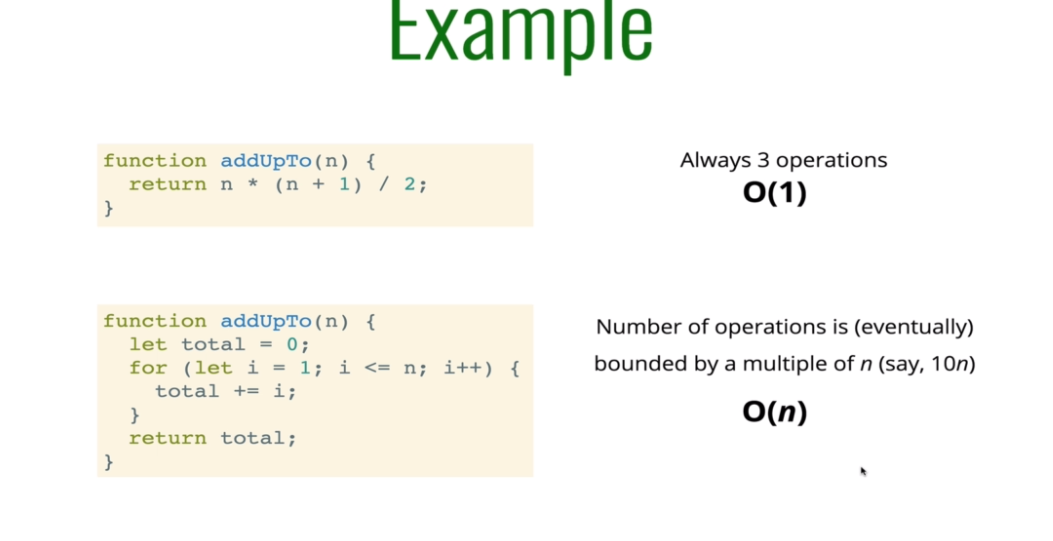 Example
function addUpTo(n) {
  return n * (n + 1) / 2;
}
Always 3 operations
O(1)
function addUpTo(n) {
  let total = 0;
  for (let i = 1; i <= n; i++) {
    total += i;
  }
  return total;
}
Number of operations is (eventually)
bounded by a multiple of n (say, 10n)
O(n)